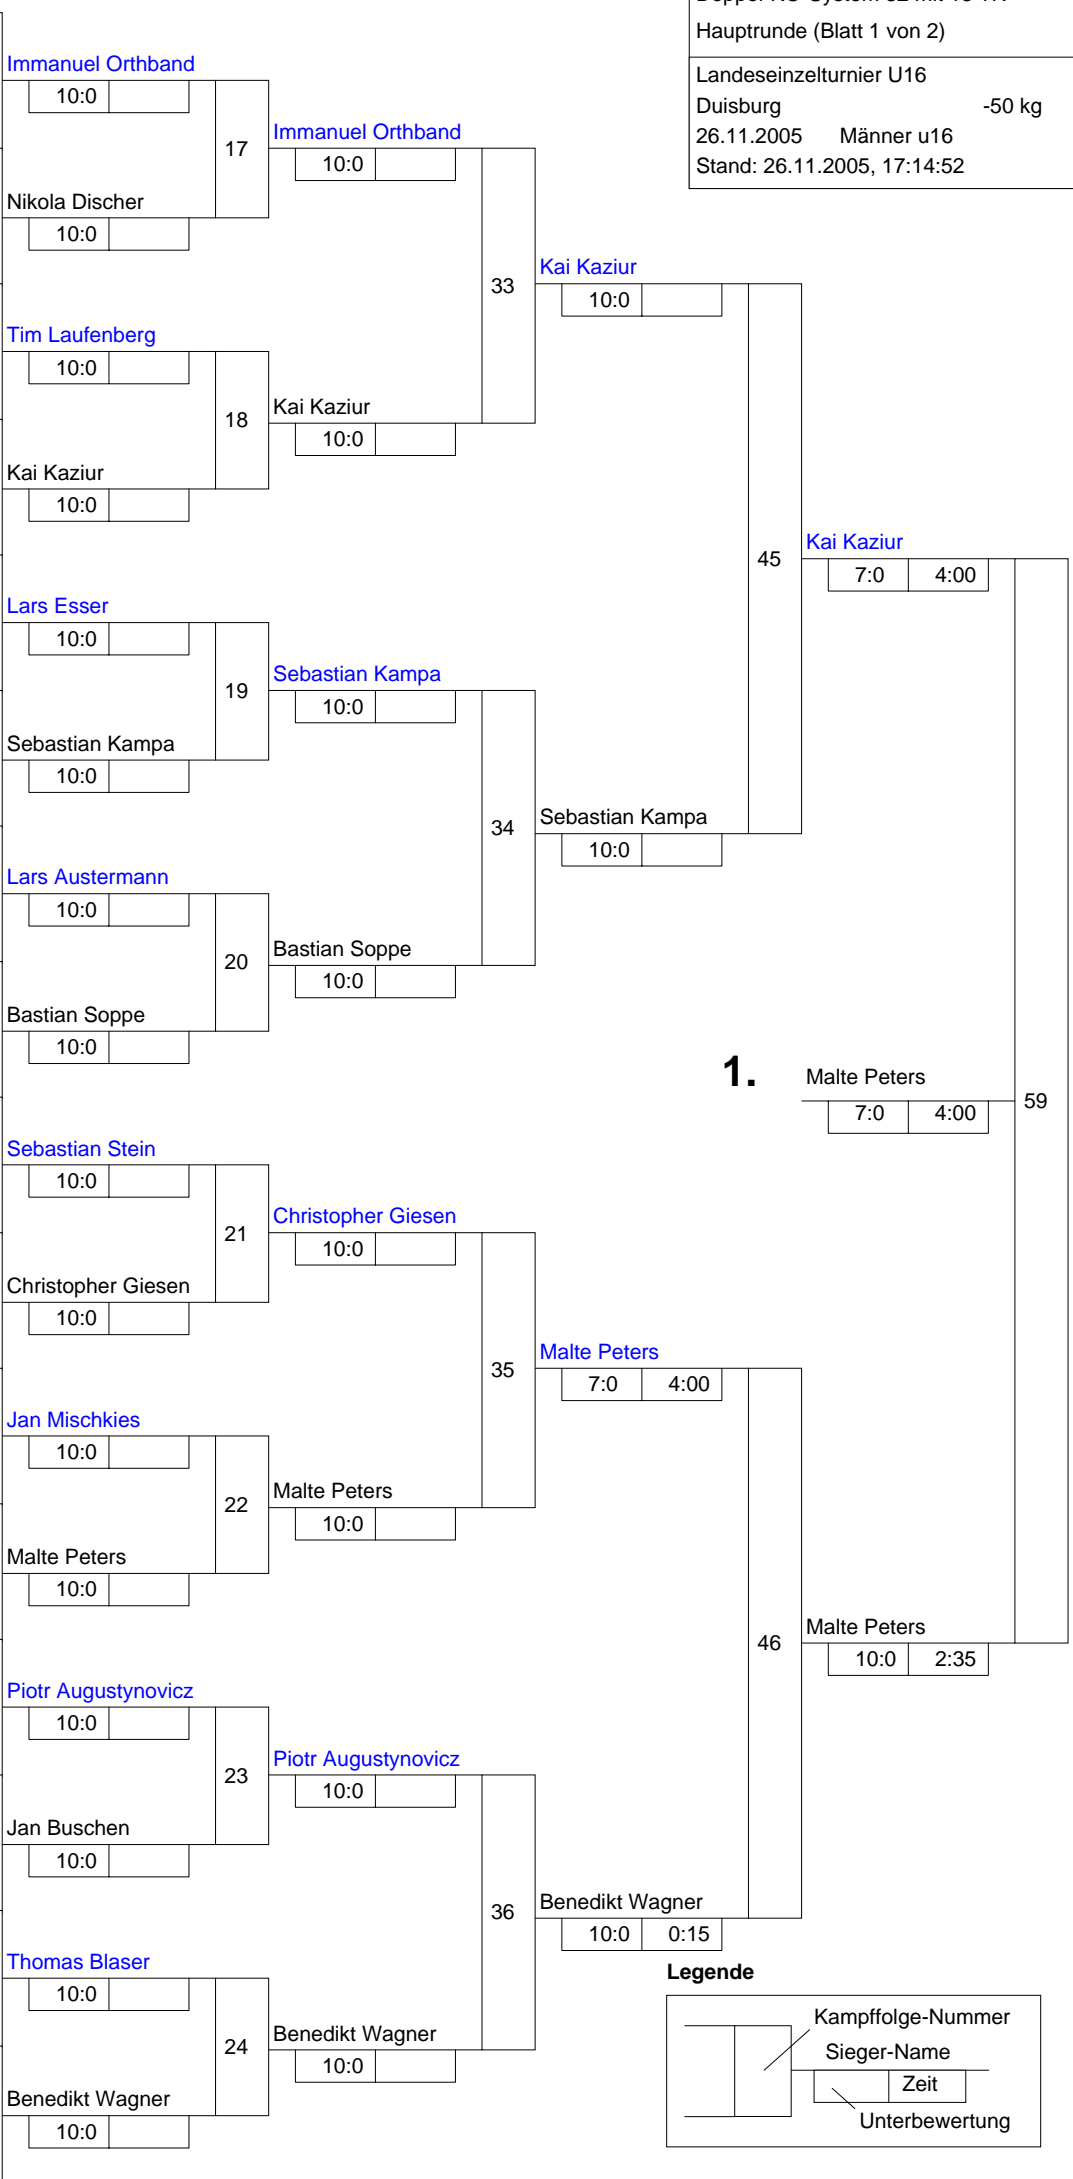 Hauptrunde (Blatt 1 von 2)
Landeseinzelturnier U16
Duisburg -50 kg
26.11.2005 Männer u16
Stand: 26.11.2005, 17:14:52
Immanuel Orthband
10:0
17
Immanuel Orthband
10:0
Nikola Discher
10:0
33
Kai Kaziur
10:0
Tim Laufenberg
10:0
18
Kai Kaziur
10:0
Kai Kaziur
10:0
45
Kai Kaziur
7:0 4:00
Lars Esser
10:0
19
Sebastian Kampa
10:0
Sebastian Kampa
10:0
34
Sebastian Kampa
10:0
Lars Austermann
10:0
20
Bastian Soppe
10:0
Bastian Soppe
10:0
1. Malte Peters
7:0 4:00
59
Sebastian Stein
10:0
21
Christopher Giesen
10:0
Christopher Giesen
10:0
35
Malte Peters
7:0 4:00
Jan Mischkies
10:0
22
Malte Peters
10:0
Malte Peters
10:0
46
Malte Peters
10:0 2:35
Piotr Augustynovicz
10:0
23
Piotr Augustynovicz
10:0
Jan Buschen
10:0
36
Benedikt Wagner
10:0 0:15
Thomas Blaser
10:0
24
Benedikt Wagner
10:0
Benedikt Wagner
10:0
Legende
Kampffolge-Nummer
Sieger-Name
Zeit
Unterbewertung